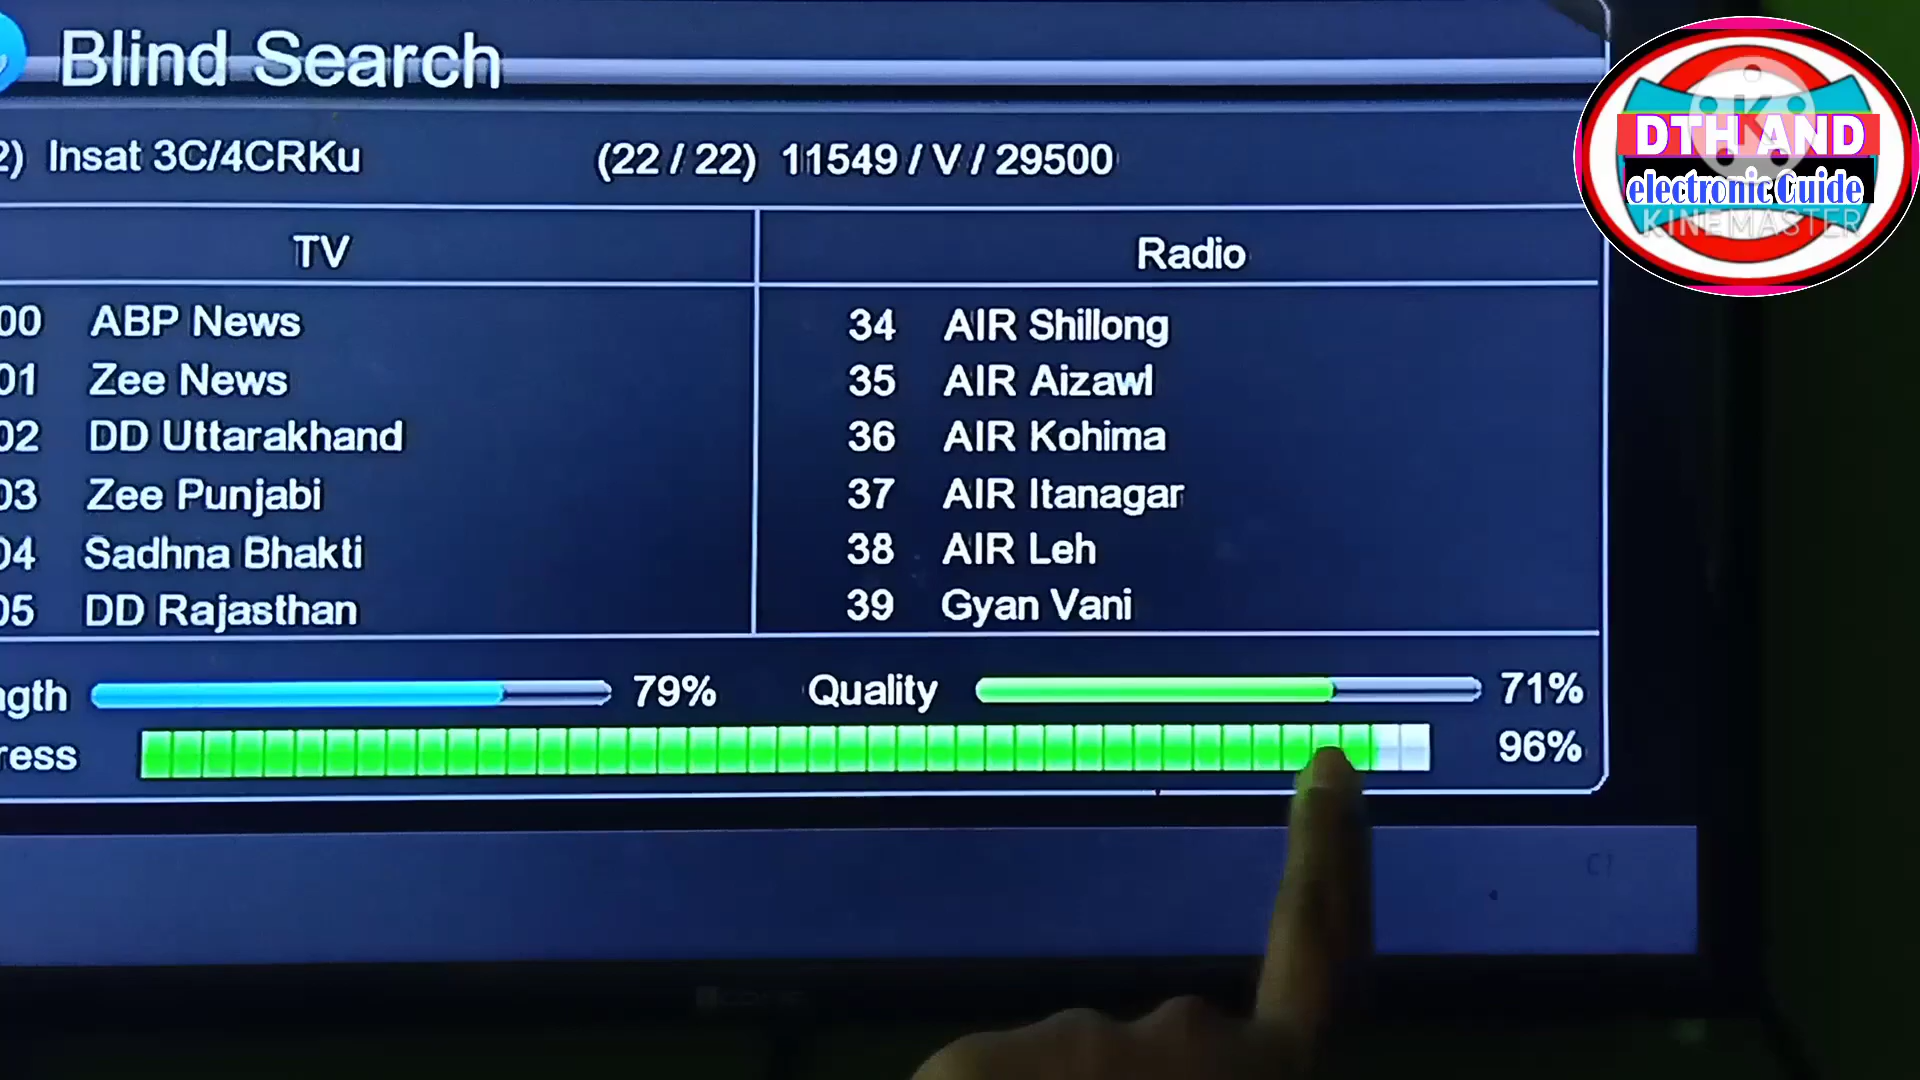 Blind Search
2) Insat 3C/4CRKu (22 / 22) 11549 / V / 29500
TV Radio
00 ABP News 34 AIR Shillong
01 Zee News 35 AIR Aizawl
02 DD Uttarakhand 36 AIR Kohima
03 Zee Punjabi 37 AIR Itanagar
04 Sadhna Bhakti 38 AIR Leh
05 DD Rajasthan 39 Gyan Vani
ngth 79% Quality 71%
ress 96%
DTH AND
electronic Guide
KINEMASTER
K